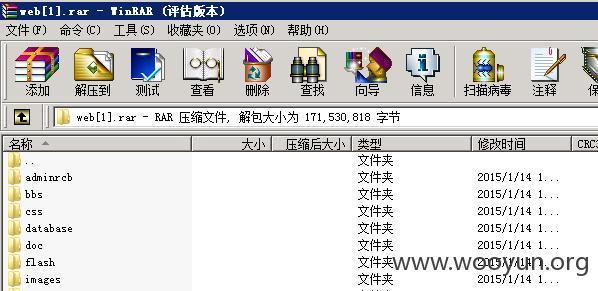 web[1].rar - WinRAR (评估版本)
文件(F) 命令(C) 工具(S) 收藏夹(O) 选项(N) 帮助(H)
添加 解压到 测试 查看 删除 查找 向导 信息 扫描病毒 注释
web[1].rar - RAR 压缩文件, 解包大小为 171,530,818 字节
名称 大小 压缩后大小 类型 修改时间 CRC3
.. 文件夹
adminrcb 文件夹 2015/1/14 1...
bbs 文件夹 2015/1/14 1...
css 文件夹 2015/1/14 1...
database 文件夹 2015/1/14 1...
doc 文件夹 2015/1/14 1...
flash 文件夹 2015/1/14 1...
images 文件夹 2015/1/14 1...
www.wooyun.org